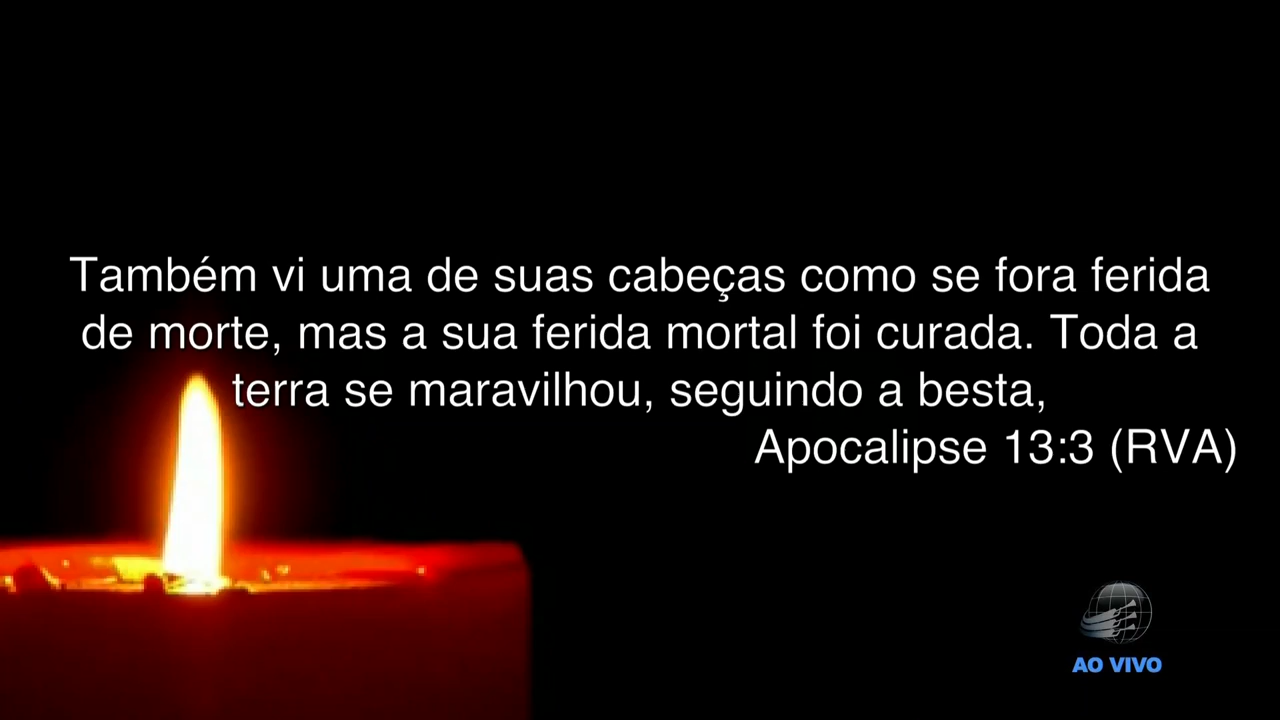 Também vi uma de suas cabeças como se fora ferida
de morte, mas a sua ferida mortal foi curada. Toda a
terra se maravilhou, seguindo a besta,
Apocalipse 13:3 (RVA)
AO VIVO